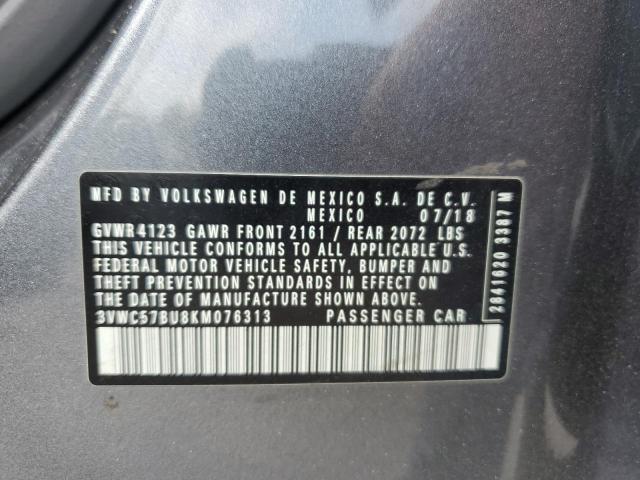 MFD BY VOLKSWAGEN DE MEXICO S.A. DE C.V.
MEXICO 07/18
GVWR4123 GAWR FRONT 2161 / REAR 2072 LBS
THIS VEHICLE CONFORMS TO ALL APPLICABLE U.S.
FEDERAL MOTOR VEHICLE SAFETY, BUMPER AND
THEFT PREVENTION STANDARDS IN EFFECT ON
THE DATE OF MANUFACTURE SHOWN ABOVE.
3VWC57BU8KM076313 PASSENGER CAR
2841620 3387 M